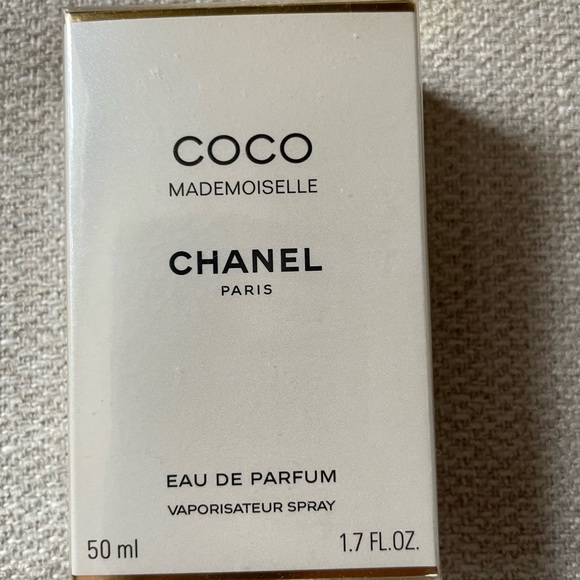 COCO
MADEMOISELLE
CHANEL
PARIS
EAU DE PARFUM
VAPORISATEUR SPRAY
50 ml 1.7 FL.OZ.